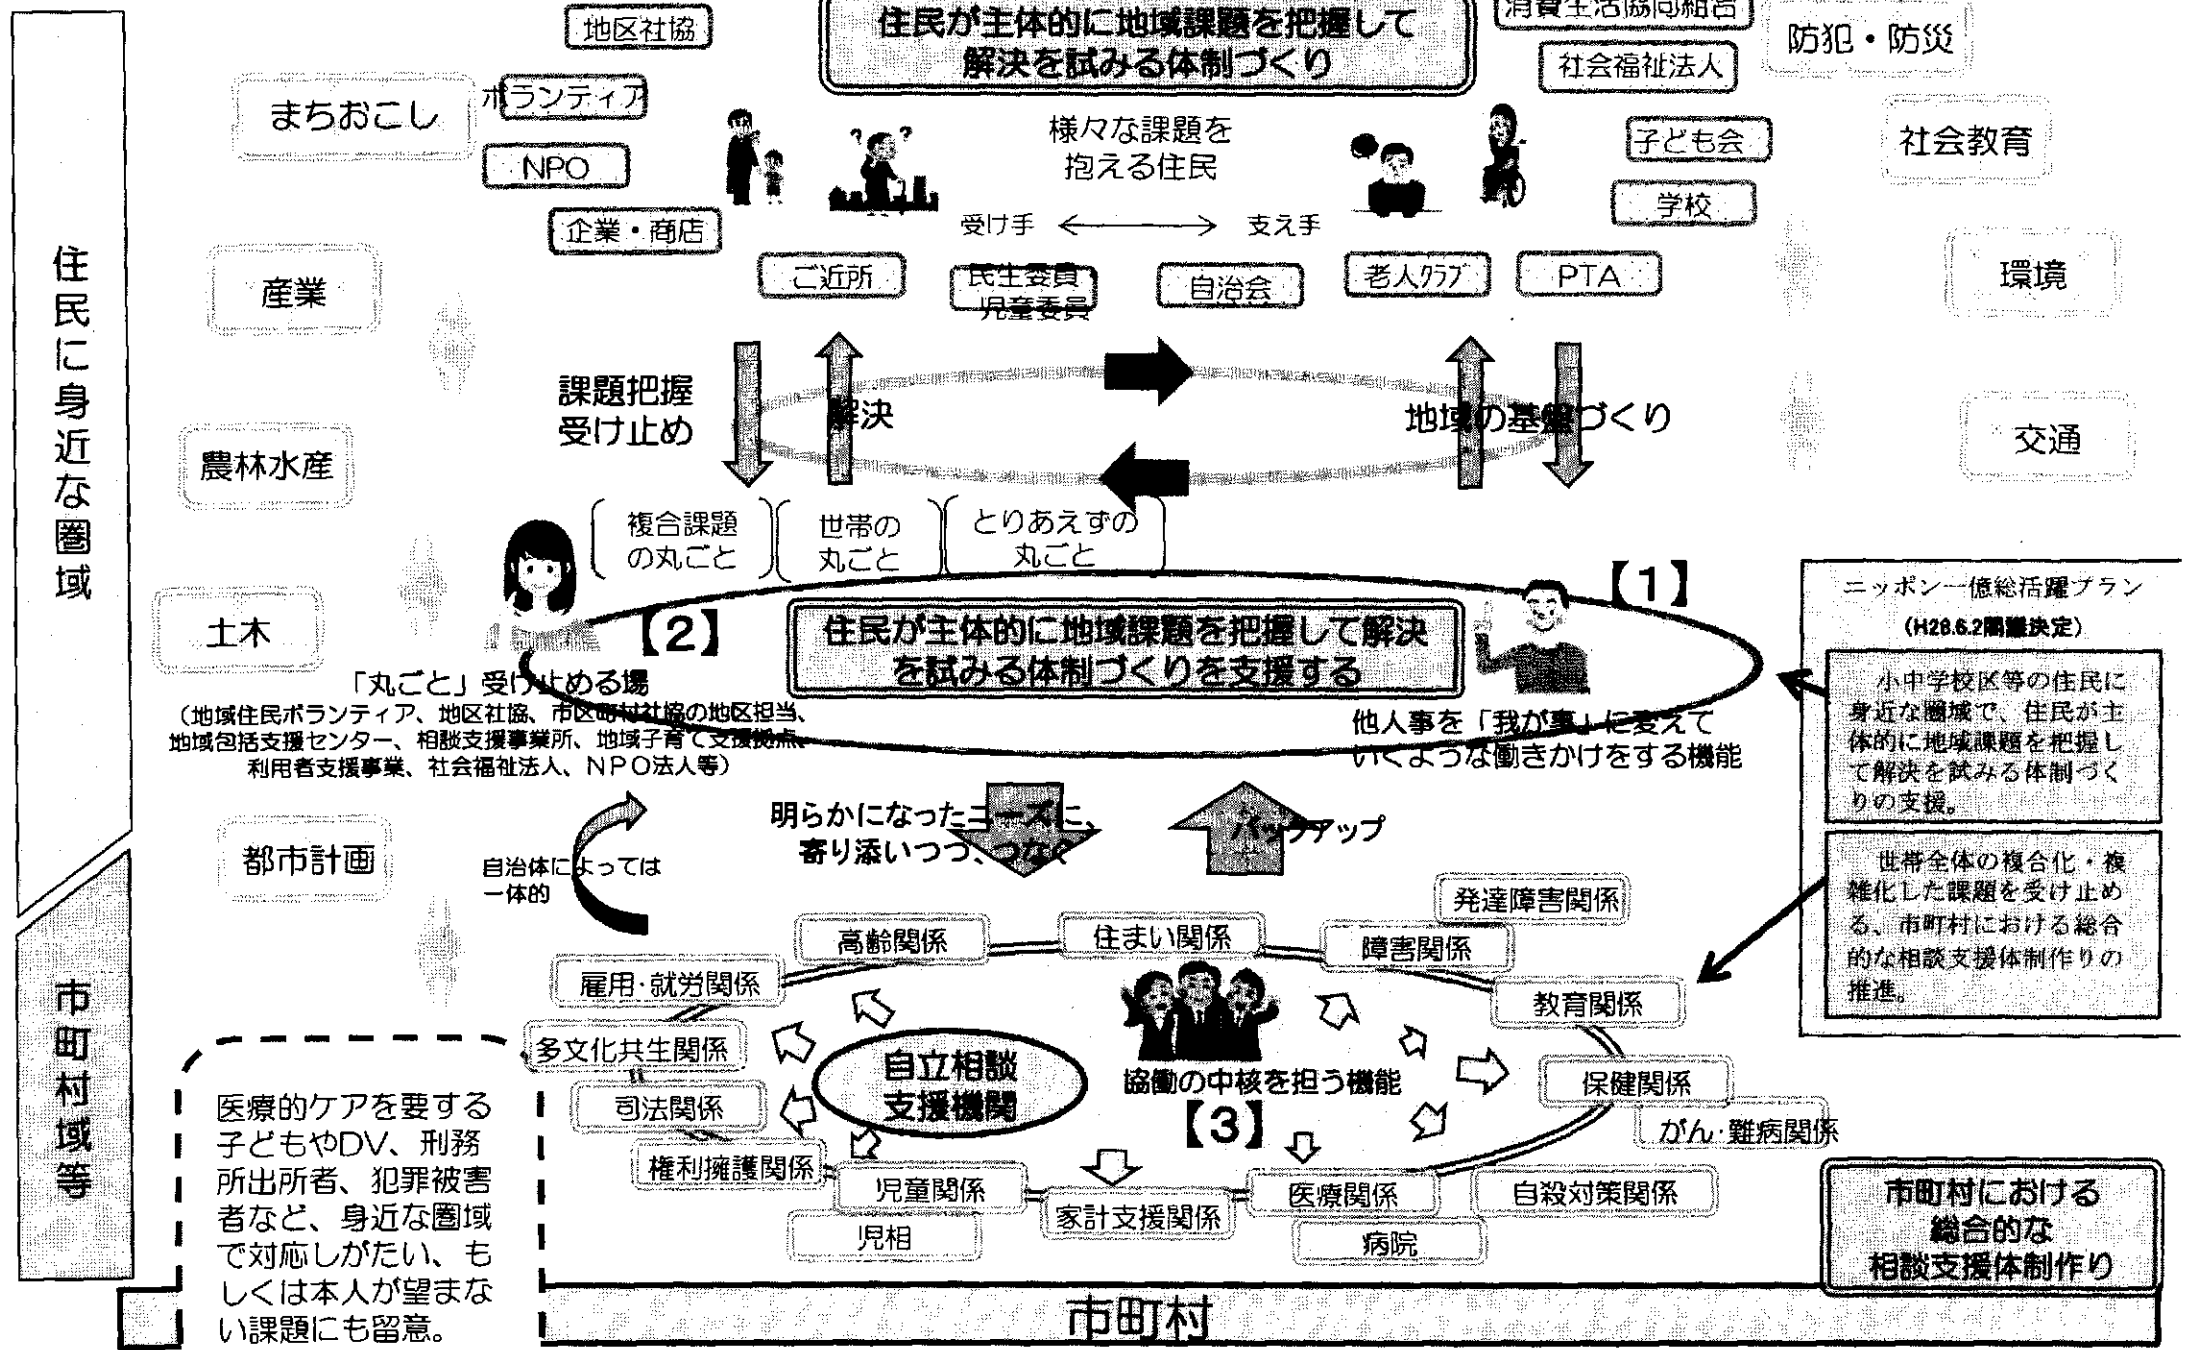 地区社協
住民が主体的に地域課題を把握して
解決を試みる体制づくり
消費生活協同組合
防犯・防災
社会福祉法人
まちおこし
ボランティア
NPO
企業・商店
様々な課題を
抱える住民
受け手
支え手
子ども会
学校
社会教育
ご近所
民生委員
児童委員
自治会
老人クラブ
PTA
産業
環境
住民に身近な圏域
課題把握
受け止め
解決
地域の基盤づくり
農林水産
交通
複合課題
の丸ごと
世帯の
丸ごと
とりあえずの
丸ごと
土木
【2】
住民が主体的に地域課題を把握して解決
を試みる体制づくりを支援する
【1】
「丸ごと」受け止める場
(地域住民ボランティア、地区社協、市区町村社協の地区担当、
地域包括支援センター、相談支援事業所、地域子育て支援拠点、
利用者支援事業、社会福祉法人、NPO法人等)
他人事を「我が事」に変えて
いくような働きかけをする機能
ニッポン一億総活躍プラン
(H28.6.2閣議決定)
小中学校区等の住民に
身近な圏域で、住民が主
体的に地域課題を把握し
て解決を試みる体制づく
りの支援。
世帯全体の複合化・複
雑化した課題を受け止め
る、市町村における総合
的な相談支援体制作りの
推進。
都市計画
自治体によっては
一体的
明らかになったニーズに、
寄り添いつつ、つなぐ
バックアップ
市町村域等
発達障害関係
高齢関係
住まい関係
障害関係
雇用・就労関係
教育関係
多文化共生関係
自立相談
支援機関
協働の中核を担う機能
【3】
保健関係
司法関係
がん・難病関係
権利擁護関係
児童関係
児相
家計支援関係
医療関係
病院
自殺対策関係
医療的ケアを要する
子どもやDV、刑務
所出所者、犯罪被害
者など、身近な圏域
で対応しがたい、も
しくは本人が望まな
い課題にも留意。
市町村における
総合的な
相談支援体制作り
市町村